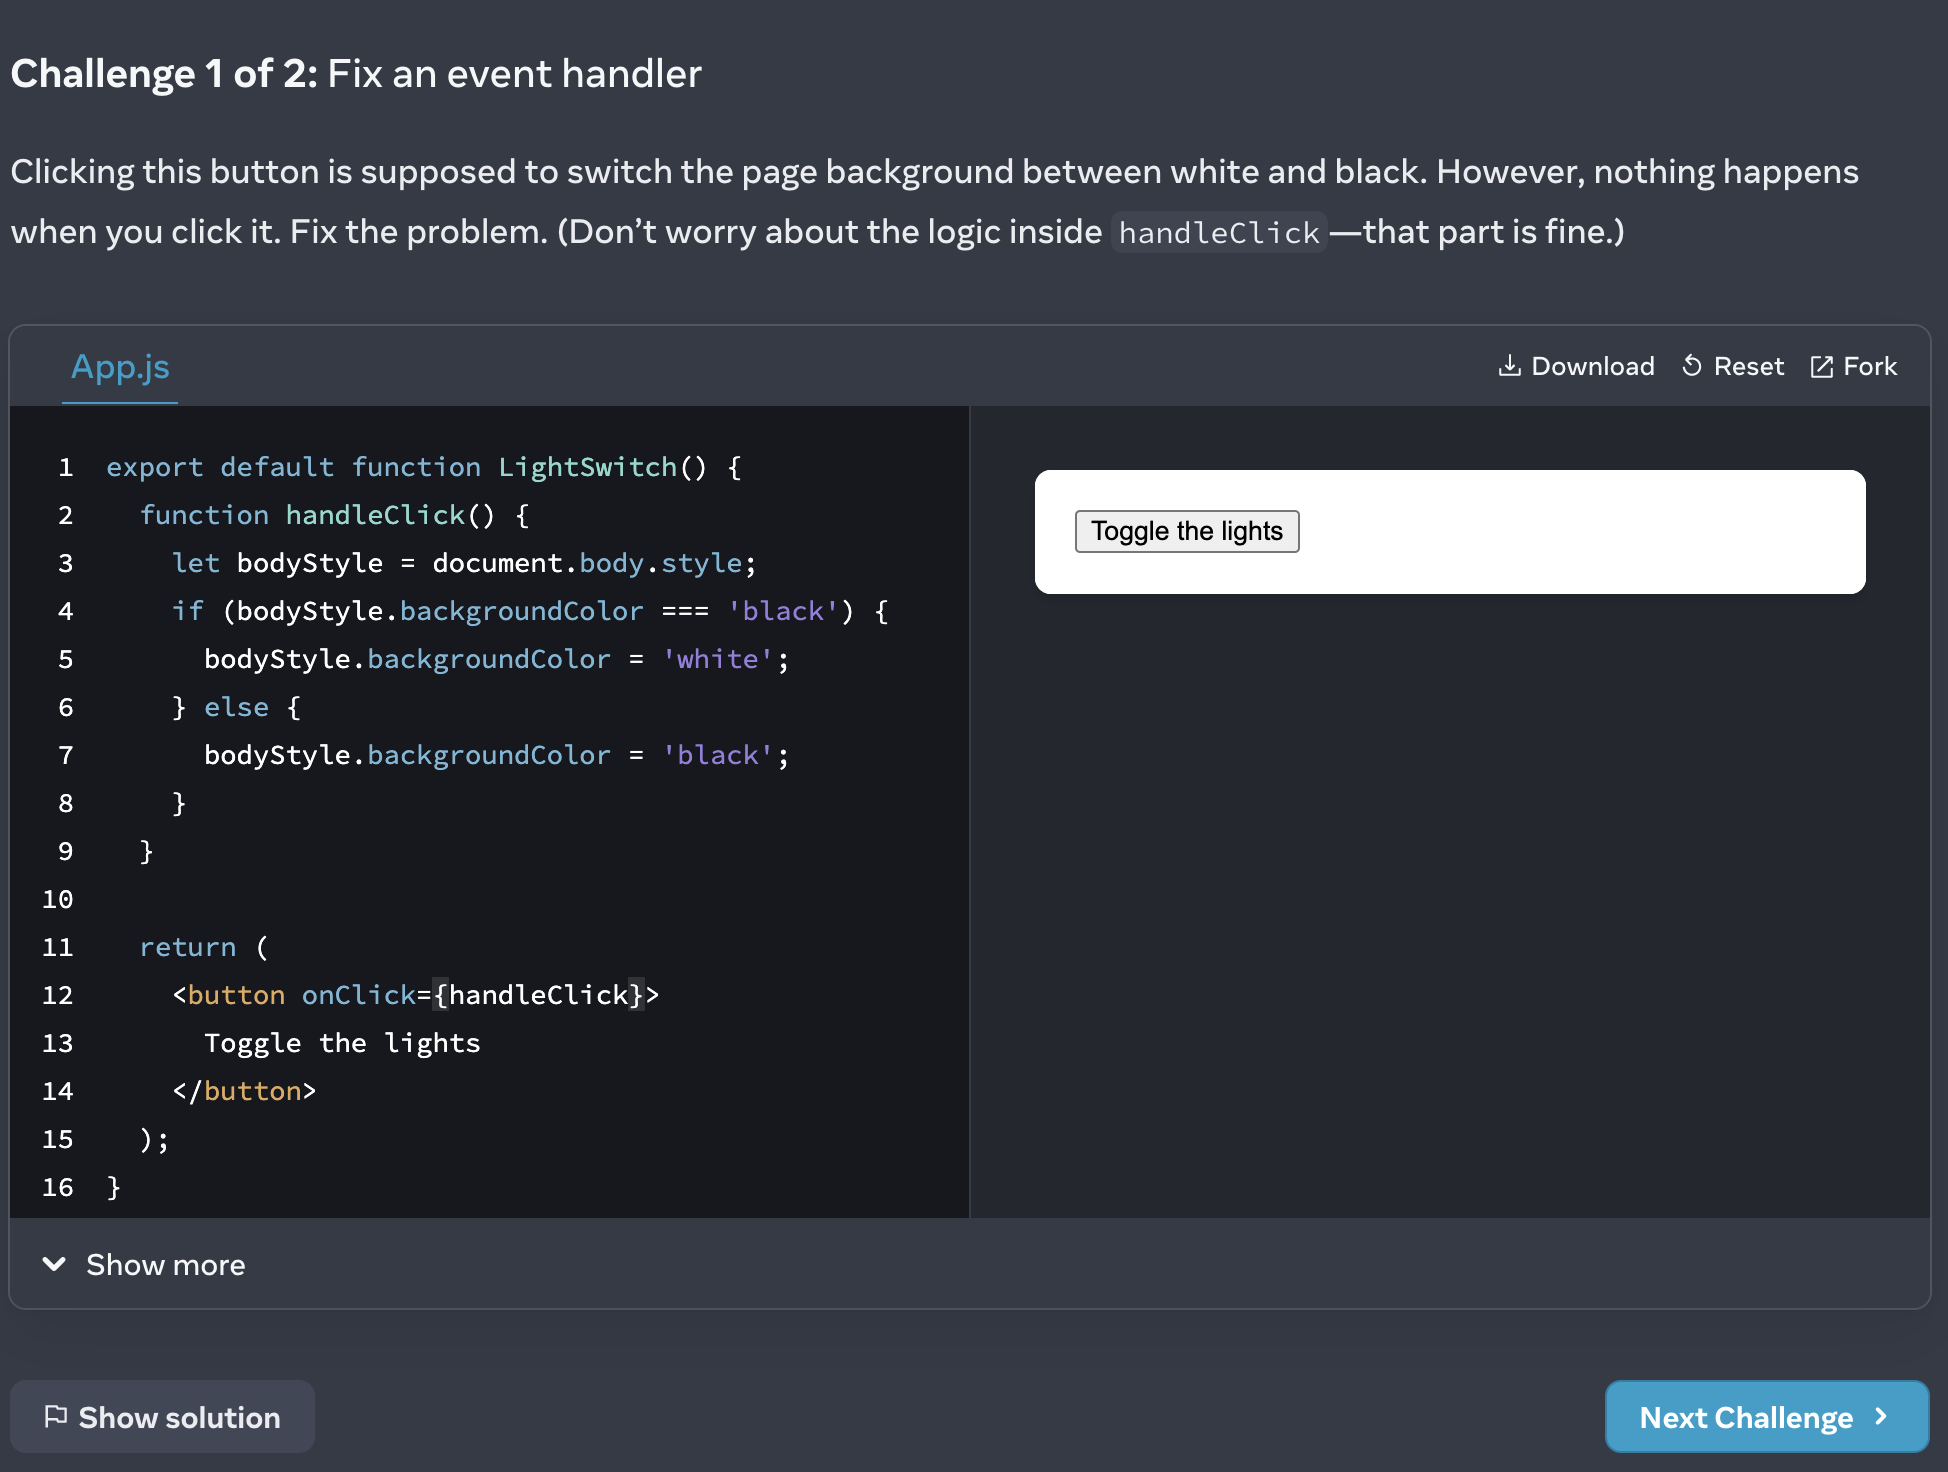 Challenge 1 of 2: Fix an event handler
Clicking this button is supposed to switch the page background between white and black. However, nothing happens
when you click it. Fix the problem. (Don’t worry about the logic inside handleClick—that part is fine.)
App.js
Download Reset Fork
1 export default function LightSwitch() {
2   function handleClick() {
3     let bodyStyle = document.body.style;
4     if (bodyStyle.backgroundColor === 'black') {
5       bodyStyle.backgroundColor = 'white';
6     } else {
7       bodyStyle.backgroundColor = 'black';
8     }
9   }
10
11   return (
12     <button onClick={handleClick}>
13       Toggle the lights
14     </button>
15   );
16 }
Toggle the lights
Show more
Show solution
Next Challenge